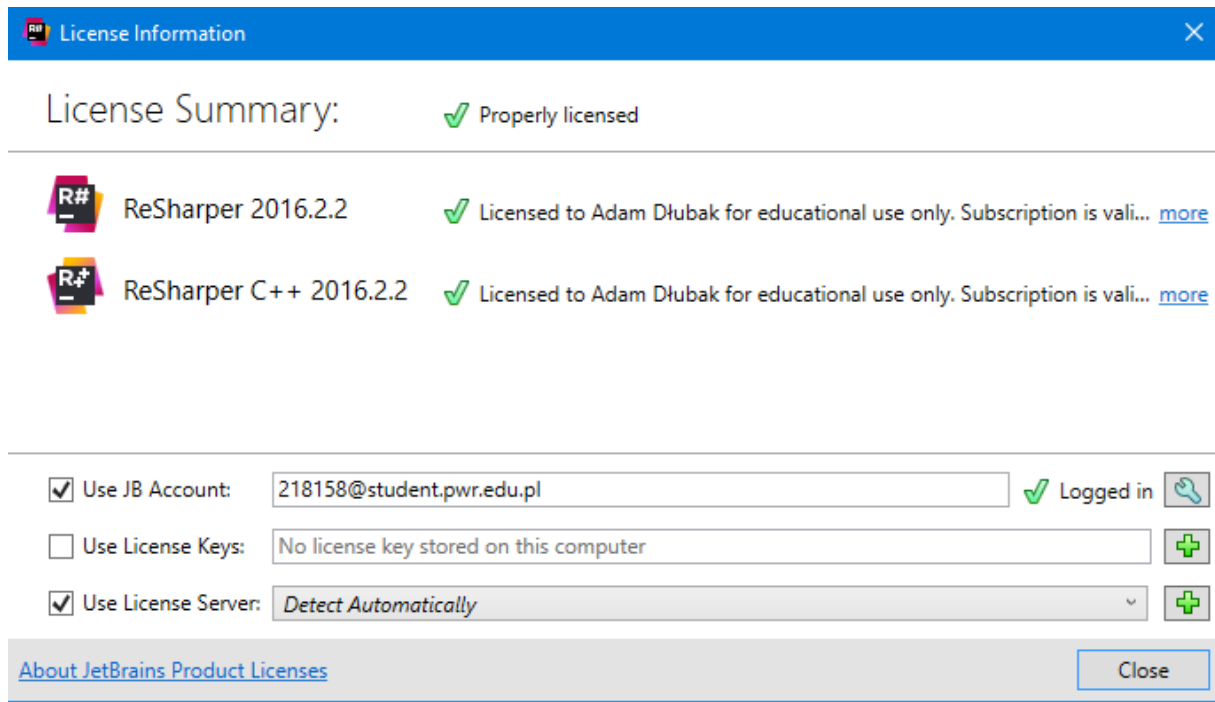 License Information
License Summary:
Properly licensed
R#
ReSharper 2016.2.2
Licensed to Adam Dłubak for educational use only. Subscription is vali... more
R++
ReSharper C++ 2016.2.2
Licensed to Adam Dłubak for educational use only. Subscription is vali... more
Use JB Account:
218158@student.pwr.edu.pl
Logged in
Use License Keys:
No license key stored on this computer
Use License Server:
Detect Automatically
About JetBrains Product Licenses
Close